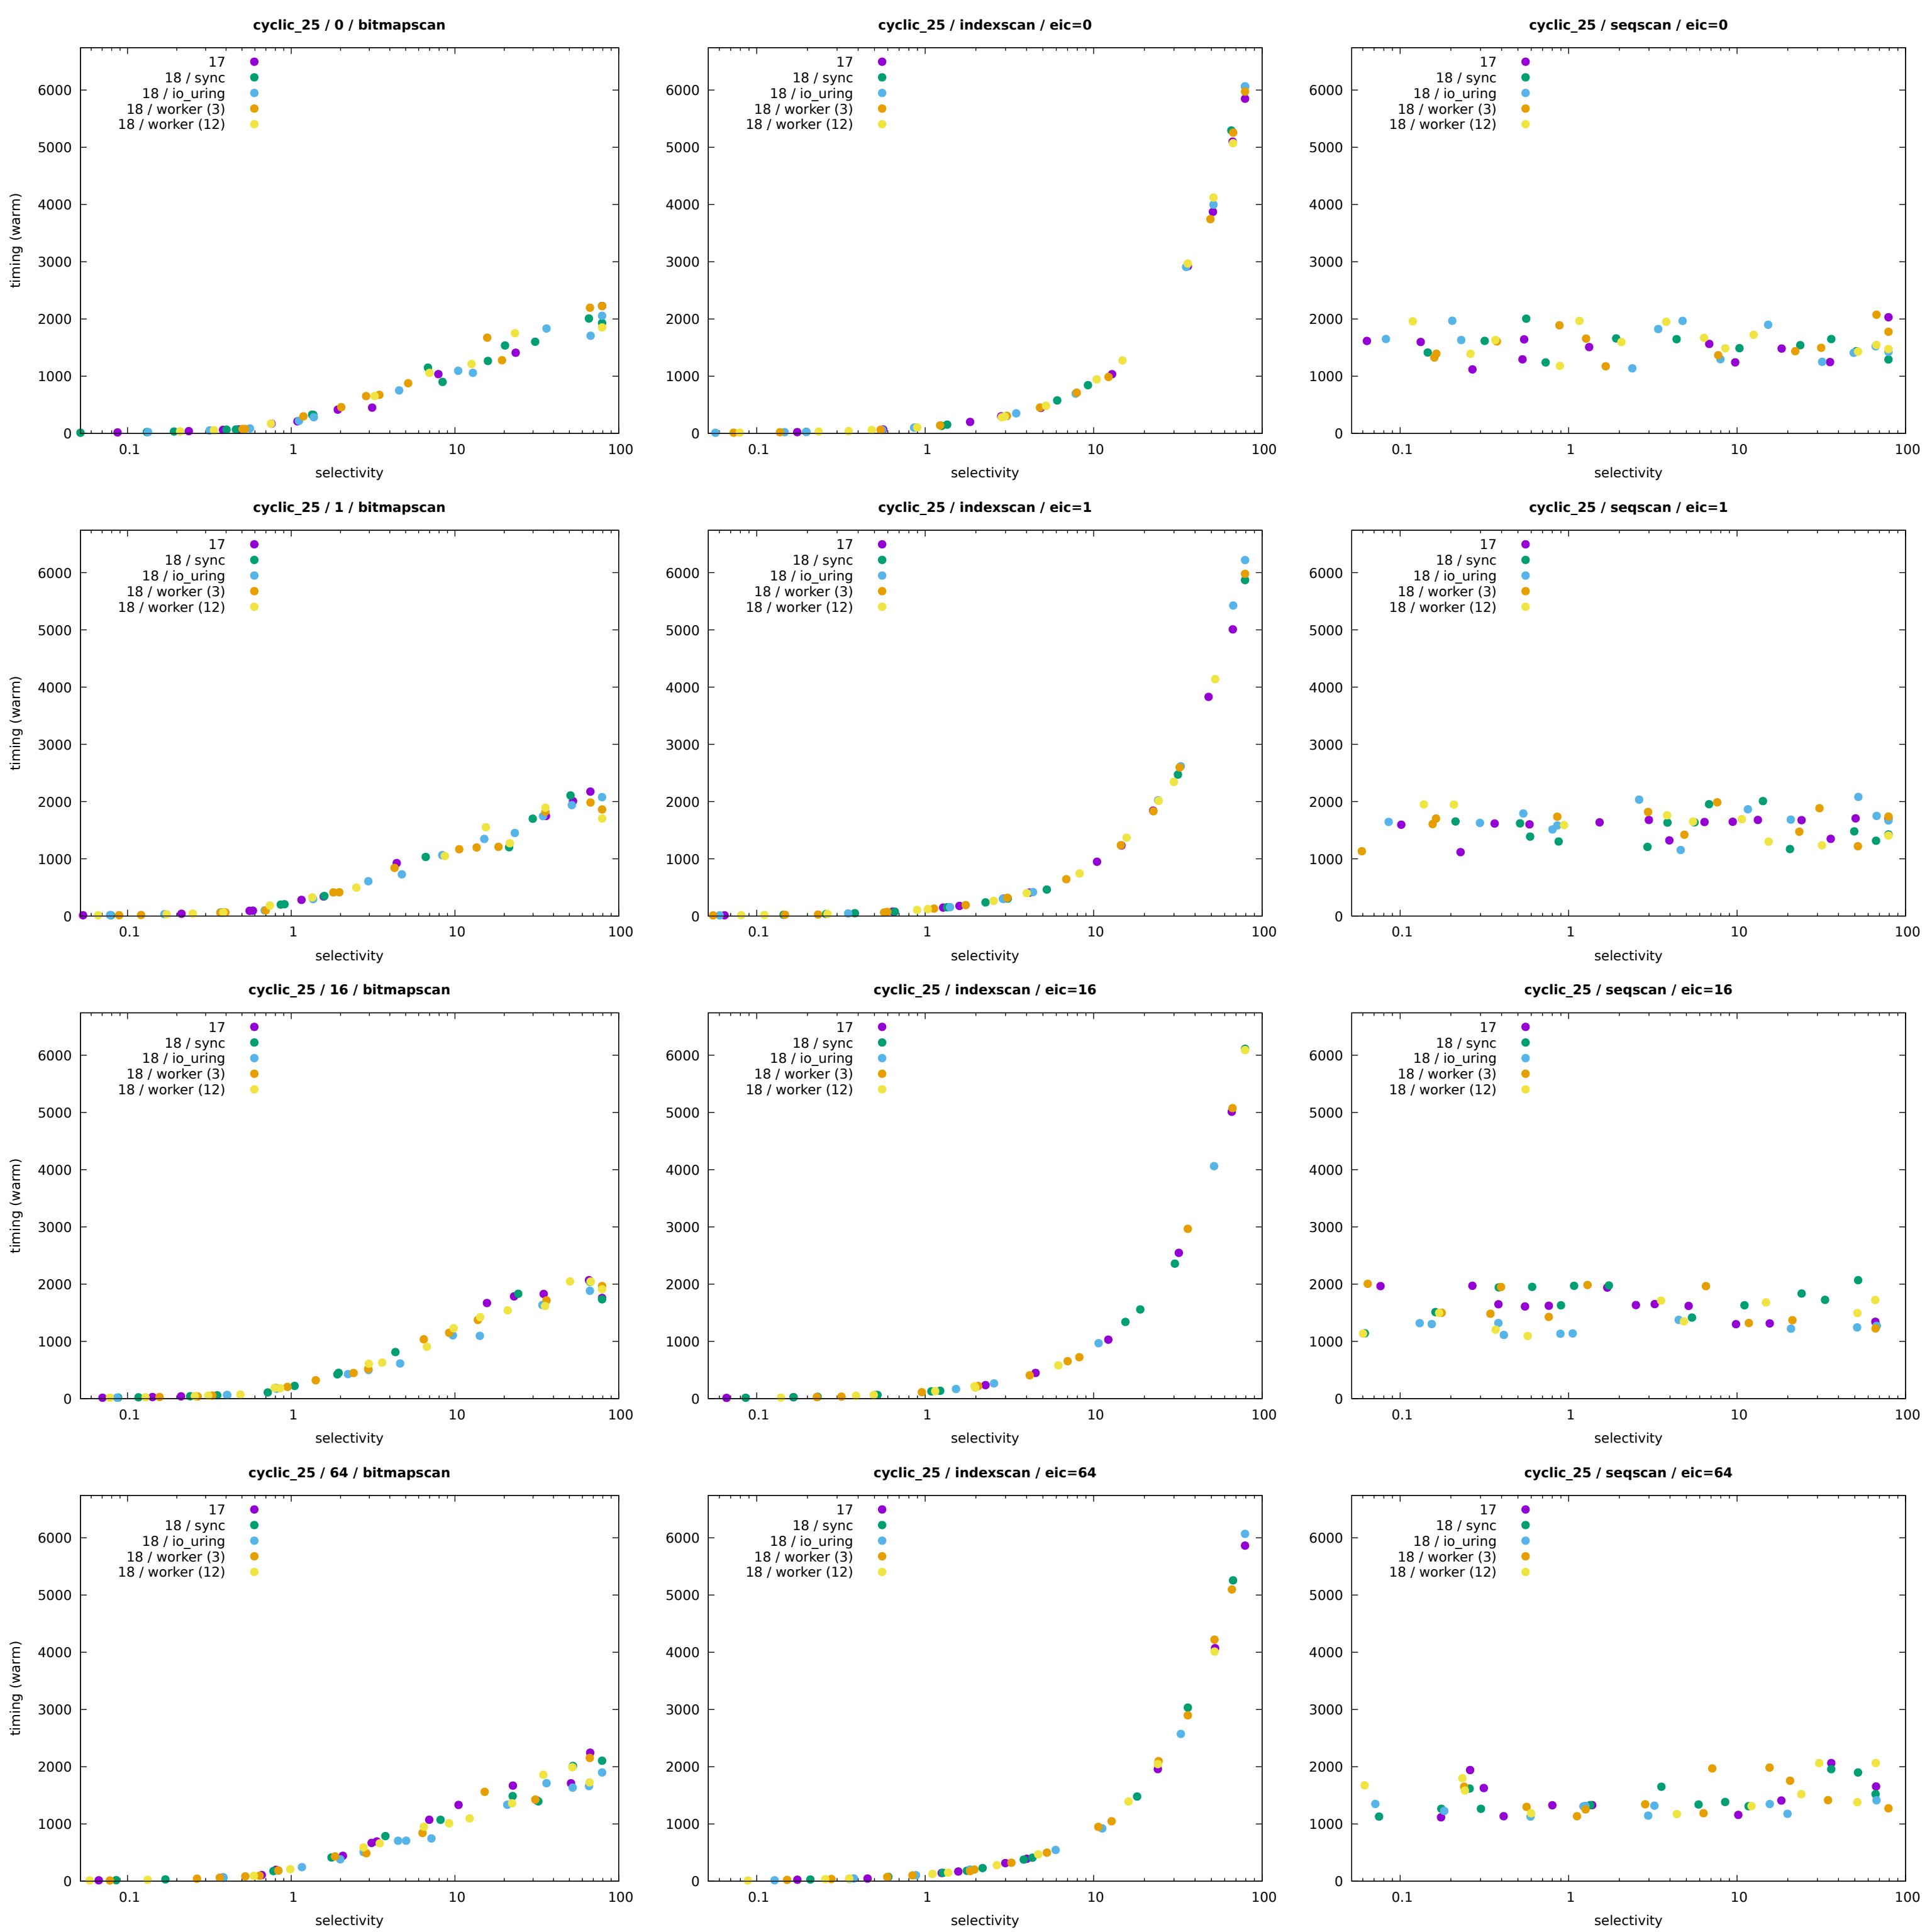 cyclic_25 / 0 / bitmapscan
timing (warm)
17
18 / sync
18 / io_uring
18 / worker (3)
18 / worker (12)
6000
5000
4000
3000
2000
1000
0
0.1 1 10 100
selectivity
cyclic_25 / indexscan / eic=0
17
18 / sync
18 / io_uring
18 / worker (3)
18 / worker (12)
6000
5000
4000
3000
2000
1000
0
0.1 1 10 100
selectivity
cyclic_25 / seqscan / eic=0
17
18 / sync
18 / io_uring
18 / worker (3)
18 / worker (12)
6000
5000
4000
3000
2000
1000
0
0.1 1 10 100
selectivity
cyclic_25 / 1 / bitmapscan
timing (warm)
17
18 / sync
18 / io_uring
18 / worker (3)
18 / worker (12)
6000
5000
4000
3000
2000
1000
0
0.1 1 10 100
selectivity
cyclic_25 / indexscan / eic=1
17
18 / sync
18 / io_uring
18 / worker (3)
18 / worker (12)
6000
5000
4000
3000
2000
1000
0
0.1 1 10 100
selectivity
cyclic_25 / seqscan / eic=1
17
18 / sync
18 / io_uring
18 / worker (3)
18 / worker (12)
6000
5000
4000
3000
2000
1000
0
0.1 1 10 100
selectivity
cyclic_25 / 16 / bitmapscan
timing (warm)
17
18 / sync
18 / io_uring
18 / worker (3)
18 / worker (12)
6000
5000
4000
3000
2000
1000
0
0.1 1 10 100
selectivity
cyclic_25 / indexscan / eic=16
17
18 / sync
18 / io_uring
18 / worker (3)
18 / worker (12)
6000
5000
4000
3000
2000
1000
0
0.1 1 10 100
selectivity
cyclic_25 / seqscan / eic=16
17
18 / sync
18 / io_uring
18 / worker (3)
18 / worker (12)
6000
5000
4000
3000
2000
1000
0
0.1 1 10 100
selectivity
cyclic_25 / 64 / bitmapscan
timing (warm)
17
18 / sync
18 / io_uring
18 / worker (3)
18 / worker (12)
6000
5000
4000
3000
2000
1000
0
0.1 1 10 100
selectivity
cyclic_25 / indexscan / eic=64
17
18 / sync
18 / io_uring
18 / worker (3)
18 / worker (12)
6000
5000
4000
3000
2000
1000
0
0.1 1 10 100
selectivity
cyclic_25 / seqscan / eic=64
17
18 / sync
18 / io_uring
18 / worker (3)
18 / worker (12)
6000
5000
4000
3000
2000
1000
0
0.1 1 10 100
selectivity